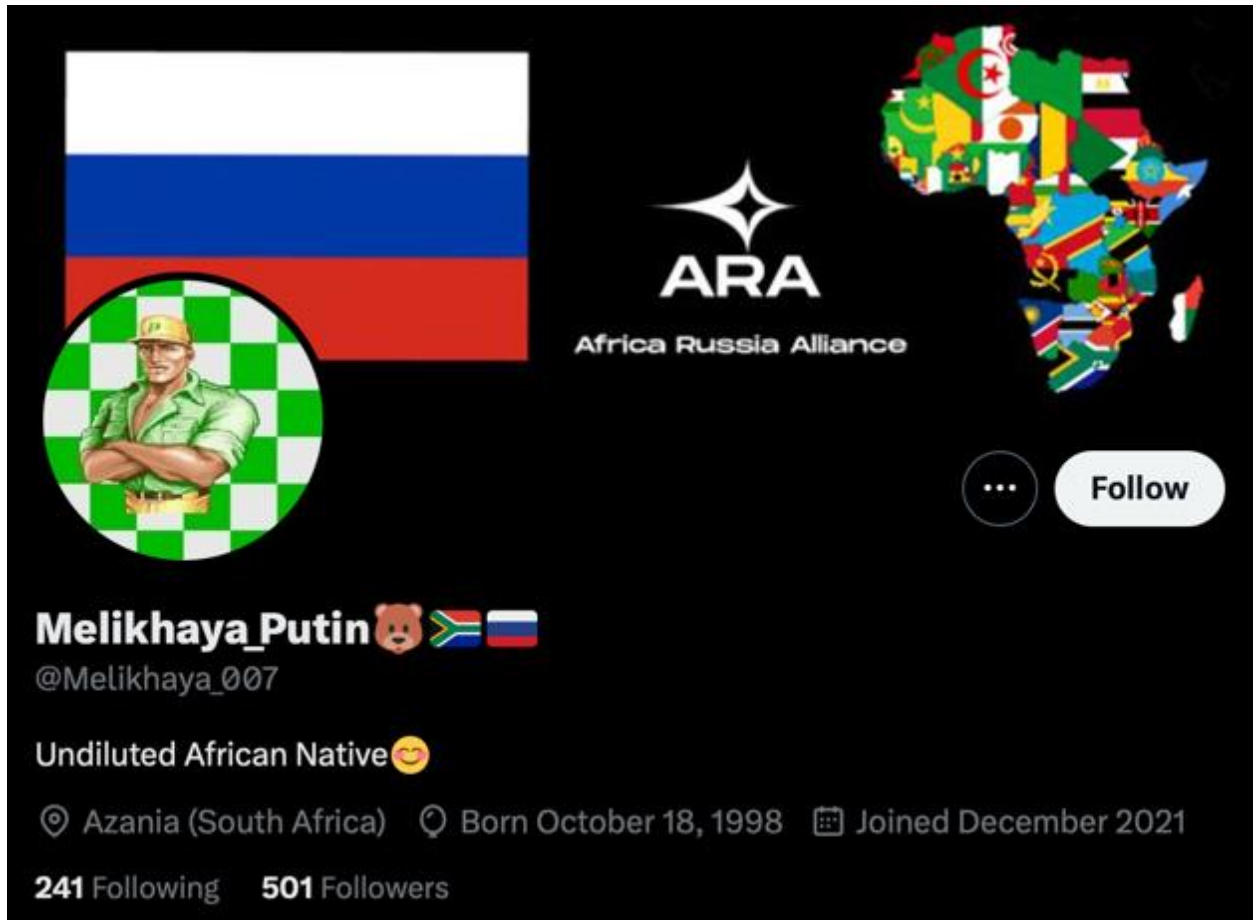 ARA
Africa Russia Alliance
Follow
Melikhaya_Putin🐻🇿🇦🇷🇺
@Melikhaya_007
Undiluted African Native😊
Azania (South Africa) Born October 18, 1998 Joined December 2021
241 Following 501 Followers